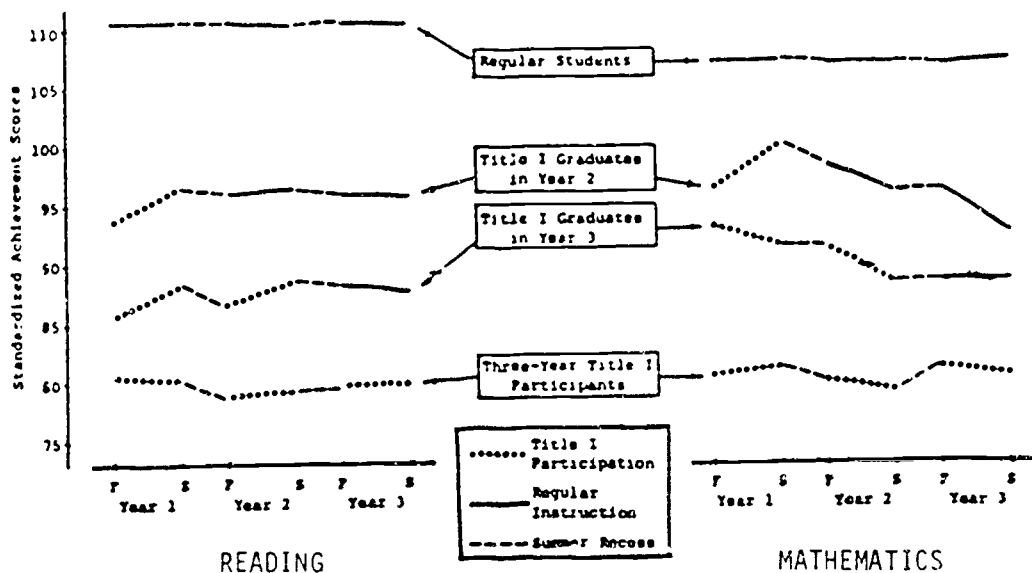 Standardized Achievement Scores
110
105
100
95
90
85
80
75
Regular Students
Title I Graduates
in Year 2
Title I Graduates
in Year 3
Three-Year Title I
Participants
Title I
Participation
Regular
Instruction
Summer Recess
F S F S F S
Year 1 Year 2 Year 3
READING
F S F S F S
Year 1 Year 2 Year 3
MATHEMATICS